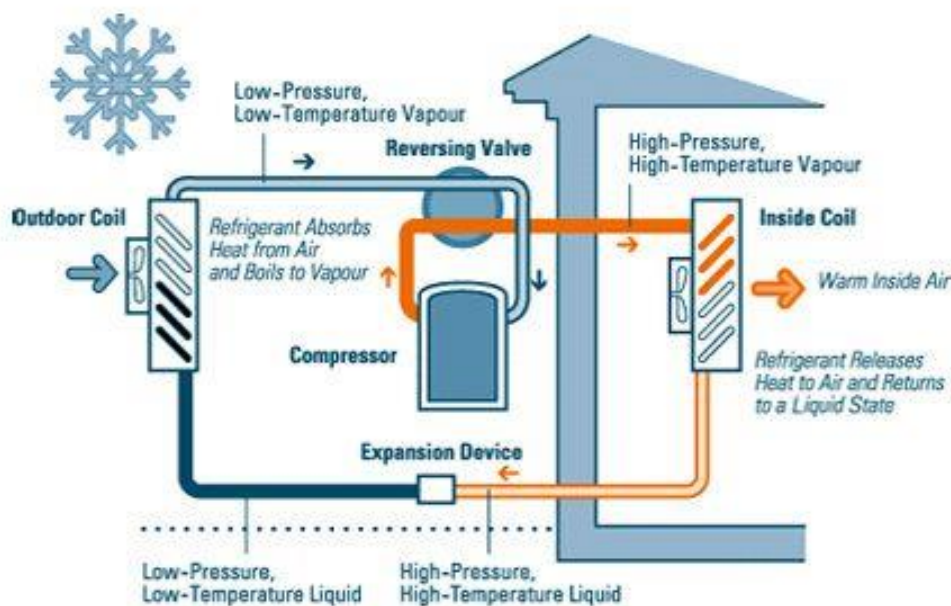 Low-Pressure,
Low-Temperature Vapour
Reversing Valve
High-Pressure,
High-Temperature Vapour
Outdoor Coil
Refrigerant Absorbs
Heat from Air
and Boils to Vapour
Inside Coil
Warm Inside Air
Compressor
Refrigerant Releases
Heat to Air and Returns
to a Liquid State
Expansion Device
Low-Pressure,
Low-Temperature Liquid
High-Pressure,
High-Temperature Liquid